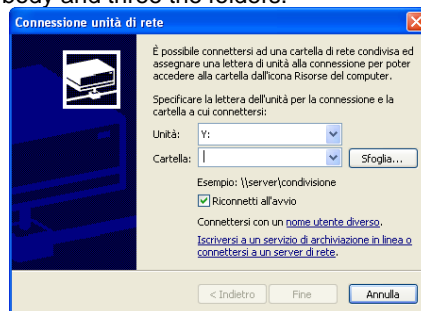 body and three the folders.
Connessione unità di rete
È possibile connettersi ad una cartella di rete condivisa ed
assegnare una lettera di unità alla connessione per poter
accedere alla cartella dall'icona Risorse del computer.
Specificare la lettera dell'unità per la connessione e la
cartella a cui connettersi:
Unità: Y:
Cartella: Sfoglia...
Esempio: \\server\condivisione
Riconnetti all'avvio
Connettersi con un nome utente diverso.
Iscriversi a un servizio di archiviazione in linea o
connettersi a un server di rete.
< Indietro Fine Annulla